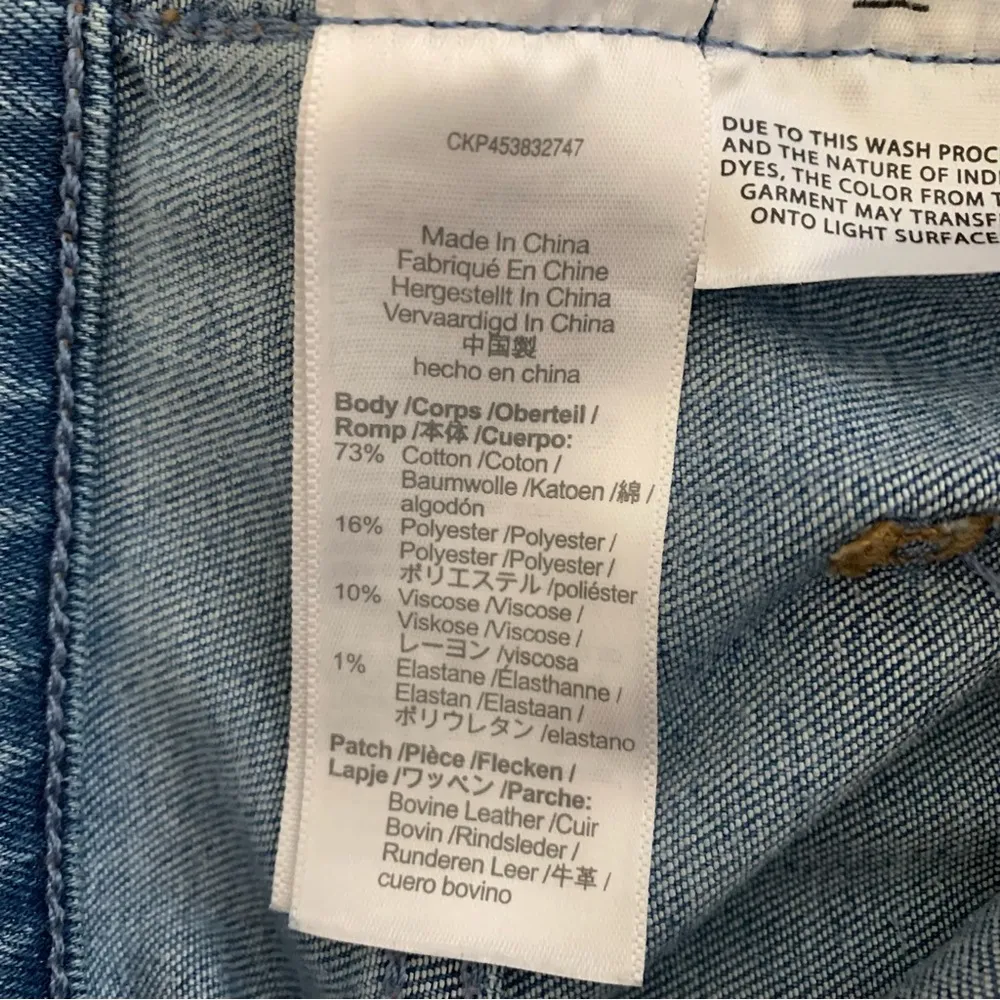 CKP453832747
Made In China
Fabriqué En Chine
Hergestellt In China
Vervaardigd In China
中国製
hecho en china
Body /Corps /Oberteil /
Romp /本体 /Cuerpo:
73% Cotton /Coton /
Baumwolle /Katoen /綿 /
algodón
16% Polyester /Polyester /
Polyester /Polyester /
ポリエステル /poliéster
10% Viscose /Viscose /
Viskose /Viscose /
レーヨン /viscosa
1% Elastane /Élasthanne /
Elastan /Elastaan /
ポリウレタン /elastano
Patch /Pièce /Flecken /
Lapje /ワッペン /Parche:
Bovine Leather /Cuir
Bovin /Rindsleder /
Runderen Leer /牛革 /
cuero bovino
DUE TO THIS WASH PROC
AND THE NATURE OF IND
DYES, THE COLOR FROM T
GARMENT MAY TRANSF
ONTO LIGHT SURFACE